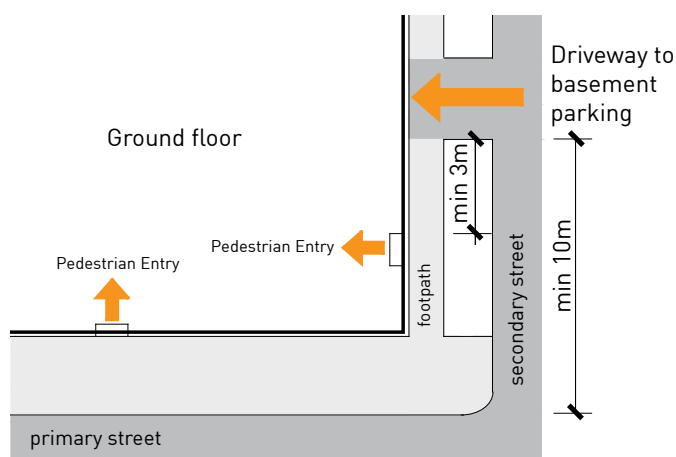 Driveway to
basement
parking
Ground floor
min 3m
Pedestrian Entry
Pedestrian Entry
footpath
secondary street
min 10m
primary street